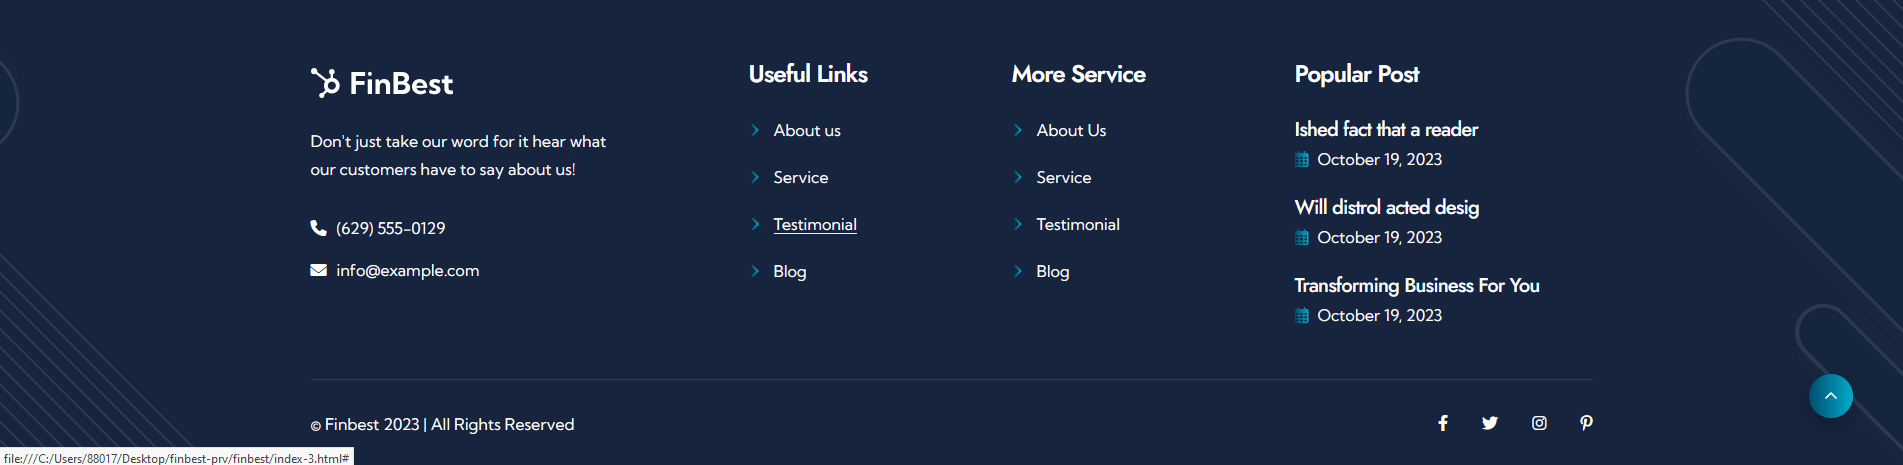 FinBest
Don't just take our word for it hear what
our customers have to say about us!
(629) 555-0129
info@example.com
Useful Links
About us
Service
Testimonial
Blog
More Service
About Us
Service
Testimonial
Blog
Popular Post
Ished fact that a reader
October 19, 2023
Will distrol acted desig
October 19, 2023
Transforming Business For You
October 19, 2023
© Finbest 2023 | All Rights Reserved
file:///C:/Users/88017/Desktop/finbest-prv/finbest/index-3.html#